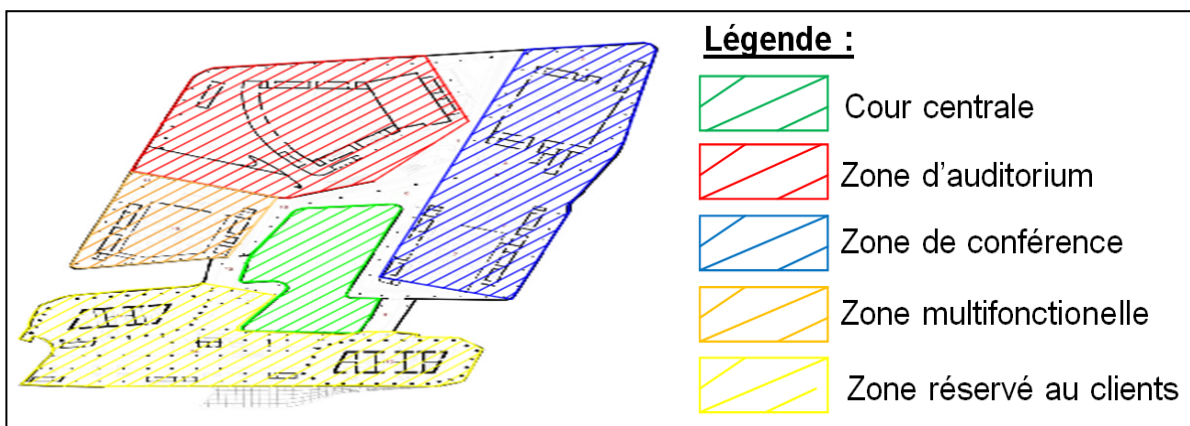 Légende :
Cour centrale
Zone d'auditorium
Zone de conférence
Zone multifonctionelle
Zone réservé au clients